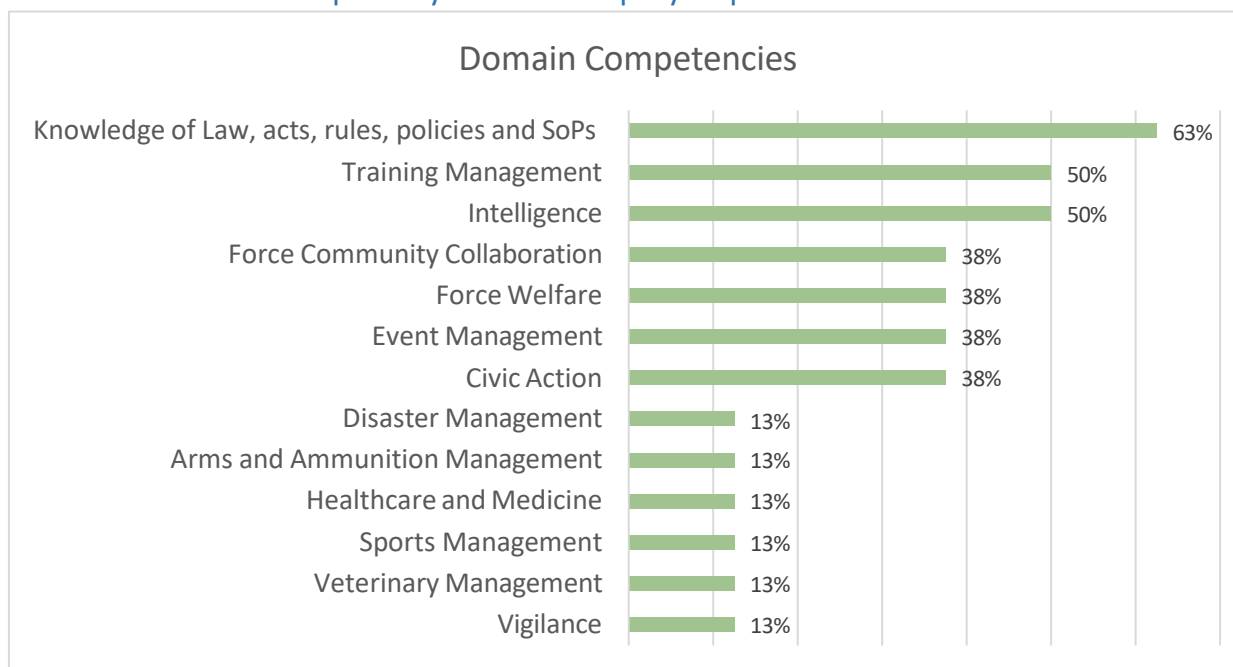 Domain Competencies
Knowledge of Law, acts, rules, policies and SoPs 63%
Training Management 50%
Intelligence 50%
Force Community Collaboration 38%
Force Welfare 38%
Event Management 38%
Civic Action 38%
Disaster Management 13%
Arms and Ammunition Management 13%
Healthcare and Medicine 13%
Sports Management 13%
Veterinary Management 13%
Vigilance 13%